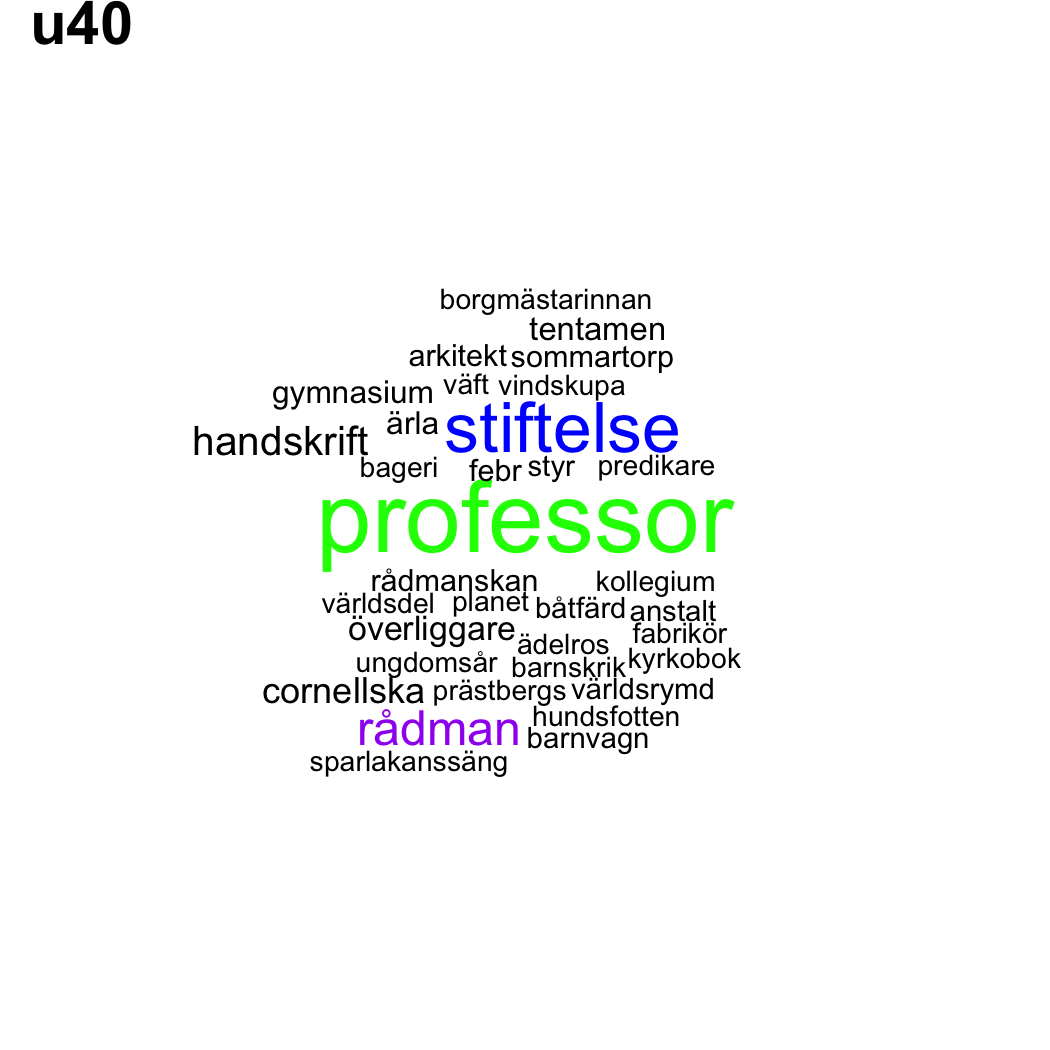 u40
borgmästarinnan
tentamen
arkitekt sommartorp
gymnasium väft vindskupa
ärla stiftelse
handskrift
bageri febr styr predikare
professor
rådmanskan kollegium
världsdel planet båtfärd anstalt
överliggare ädelros fabrikör
ungdomsår barnskrik kyrkobok
cornellska prästbergs världsrymd
rådman hundsfotten
barnvagn
sparlakanssäng